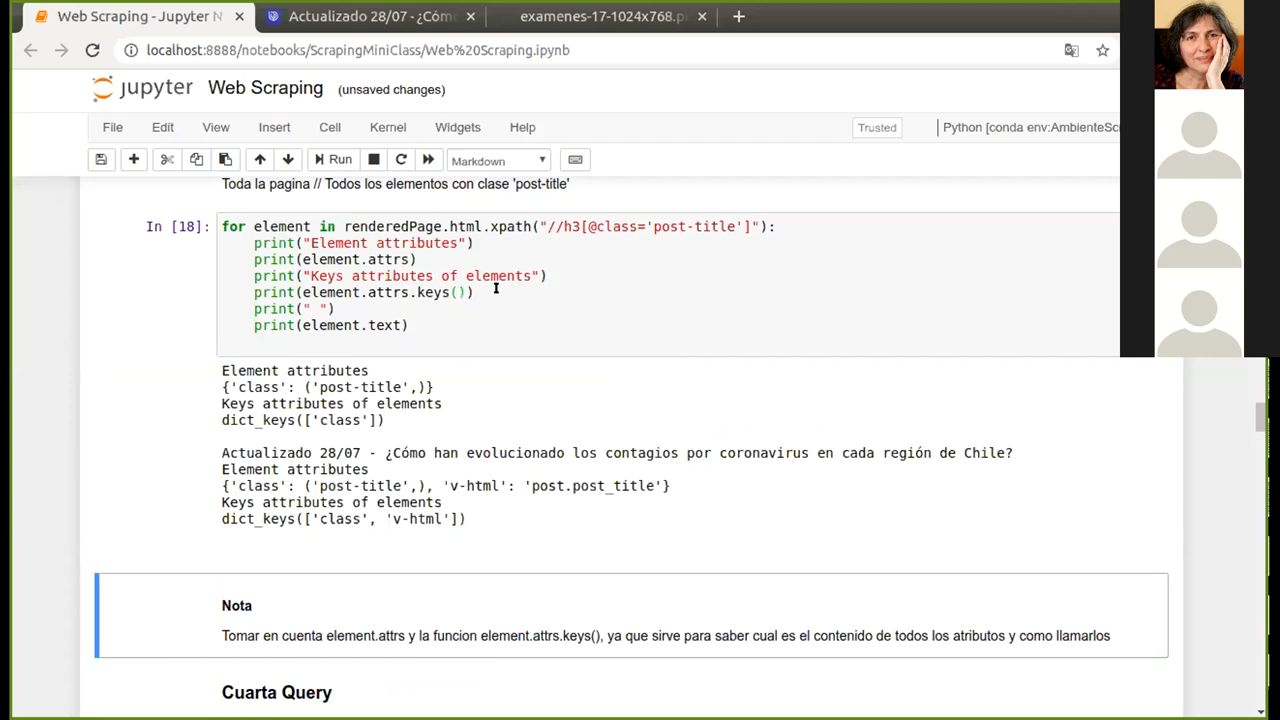 Web Scraping - Jupyter N
Actualizado 28/07 - ¿Cóm
examenes-17-1024x768.p
localhost:8888/notebooks/ScrapingMiniClass/Web%20Scraping.ipynb
jupyter Web Scraping (unsaved changes)
File Edit View Insert Cell Kernel Widgets Help Trusted Python [conda env:AmbienteSc
Run Markdown
Toda la pagina // Todos los elementos con clase 'post-title'
In [18]: for element in renderedPage.html.xpath("//h3[@class='post-title']"):
print("Element attributes")
print(element.attrs)
print("Keys attributes of elements")
print(element.attrs.keys())
print(" ")
print(element.text)
Element attributes
{'class': ('post-title',)}
Keys attributes of elements
dict_keys(['class'])
Actualizado 28/07 - ¿Cómo han evolucionado los contagios por coronavirus en cada región de Chile?
Element attributes
{'class': ('post-title',), 'v-html': 'post.post_title'}
Keys attributes of elements
dict_keys(['class', 'v-html'])
Nota
Tomar en cuenta element.attrs y la funcion element.attrs.keys(), ya que sirve para saber cual es el contenido de todos los atributos y como llamarlos
Cuarta Query